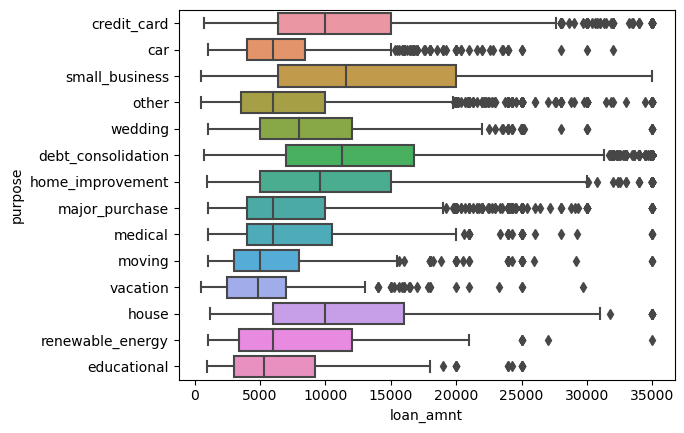 credit_card
car
small_business
other
wedding
debt_consolidation
home_improvement
major_purchase
medical
moving
vacation
house
renewable_energy
educational
purpose
0 5000 10000 15000 20000 25000 30000 35000
loan_amnt